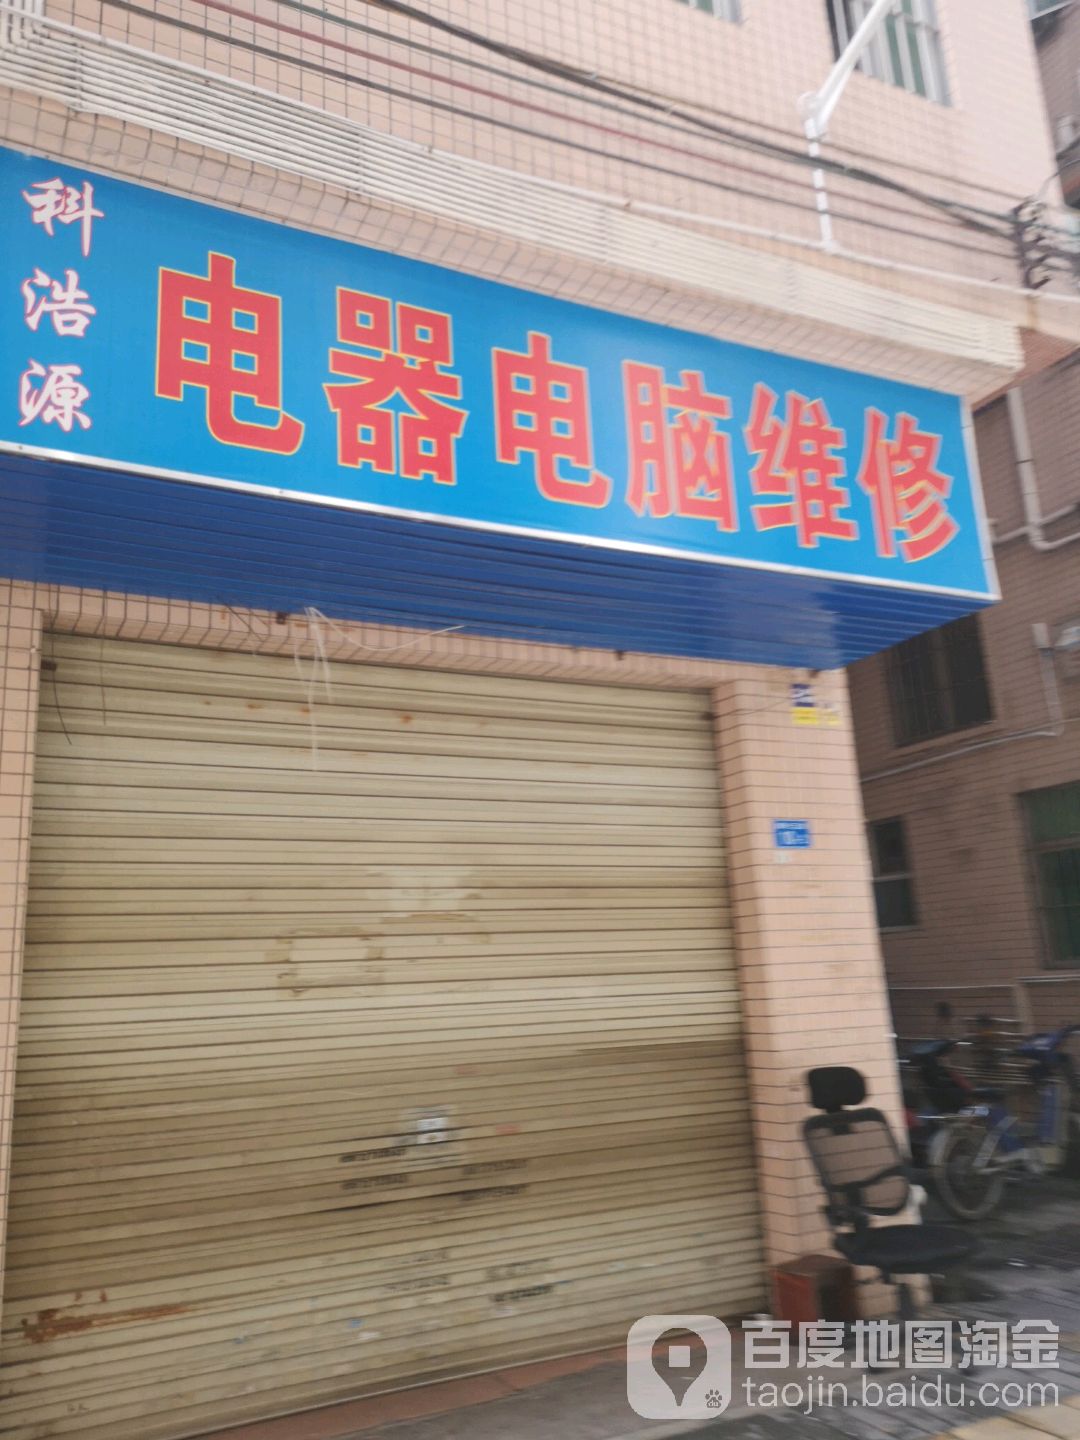 科浩源
电器电脑维修
百度地图淘金
taojin.baidu.com